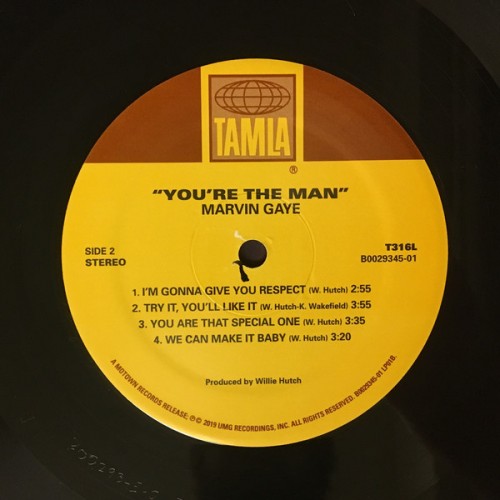 TAMLA
®
"YOU'RE THE MAN"
MARVIN GAYE
SIDE 2
STEREO
T316L
B0029345-01
1. I'M GONNA GIVE YOU RESPECT (W. Hutch) 2:55
2. TRY IT, YOU'LL LIKE IT (W. Hutch-K. Wakefield) 3:55
3. YOU ARE THAT SPECIAL ONE (W. Hutch) 3:35
4. WE CAN MAKE IT BABY (W. Hutch) 3:20
Produced by Willie Hutch
A MOTOWN RECORDS RELEASE; ℗© 2019 UMG RECORDINGS, INC. ALL RIGHTS RESERVED. B0029345-01 LP01B.